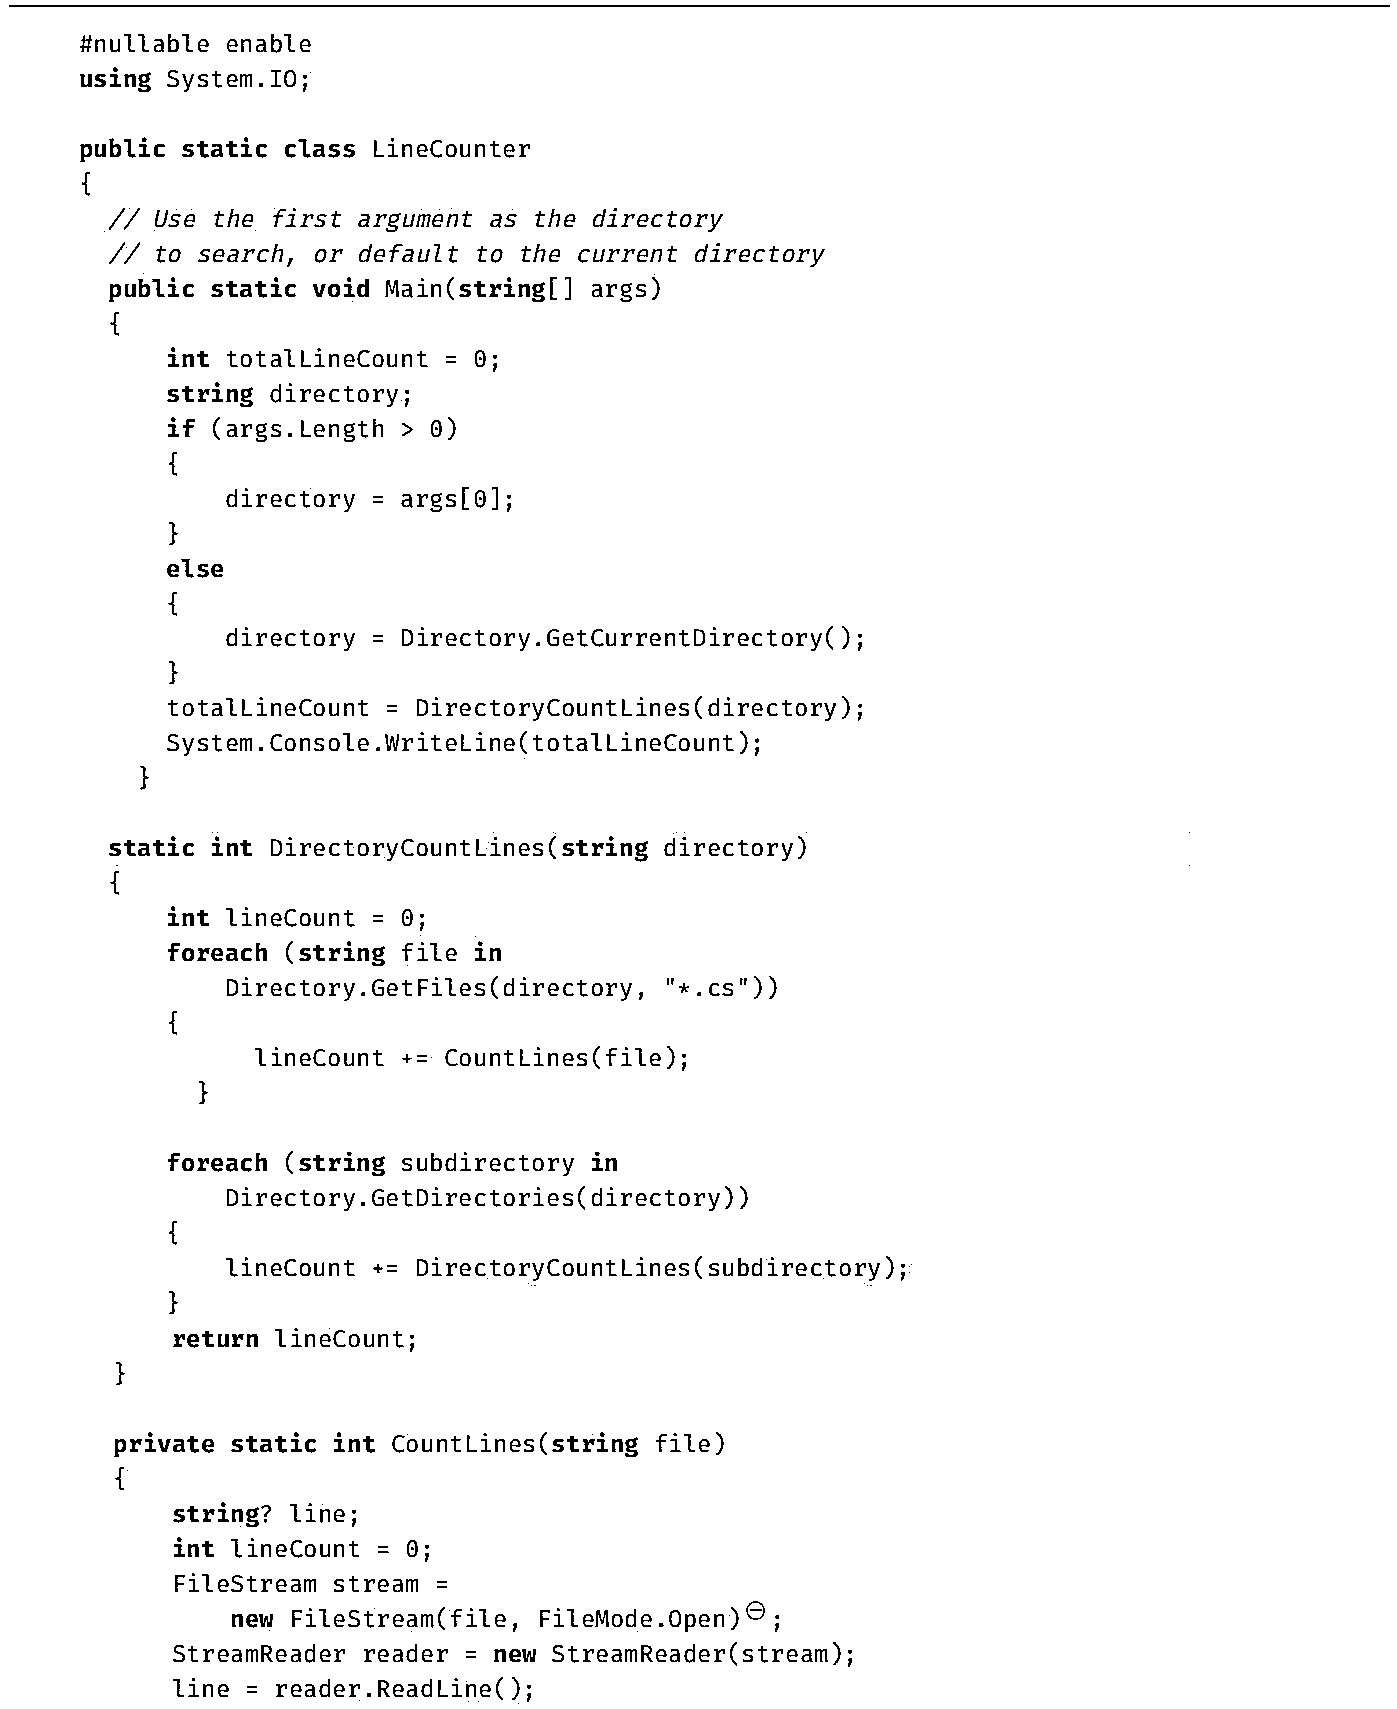 #nullable enable
using System.IO;
public static class LineCounter
{
// Use the first argument as the directory
// to search, or default to the current directory
public static void Main(string[] args)
{
int totalLineCount = 0;
string directory;
if (args.Length > 0)
{
directory = args[0];
}
else
{
directory = Directory.GetCurrentDirectory();
}
totalLineCount = DirectoryCountLines(directory);
System.Console.WriteLine(totalLineCount);
}
static int DirectoryCountLines(string directory)
{
int lineCount = 0;
foreach (string file in
Directory.GetFiles(directory, "*.cs"))
{
lineCount += CountLines(file);
}
foreach (string subdirectory in
Directory.GetDirectories(directory))
{
lineCount += DirectoryCountLines(subdirectory);
}
return lineCount;
}
private static int CountLines(string file)
{
string? line;
int lineCount = 0;
FileStream stream =
new FileStream(file, FileMode.Open)⊖;
StreamReader reader = new StreamReader(stream);
line = reader.ReadLine();